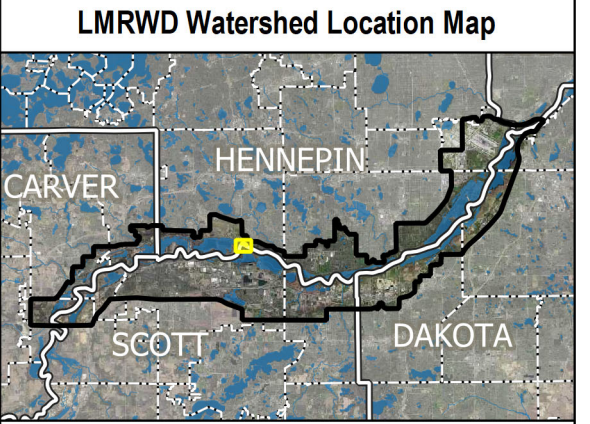 LMRWD Watershed Location Map
HENNEPIN
CARVER
SCOTT
DAKOTA